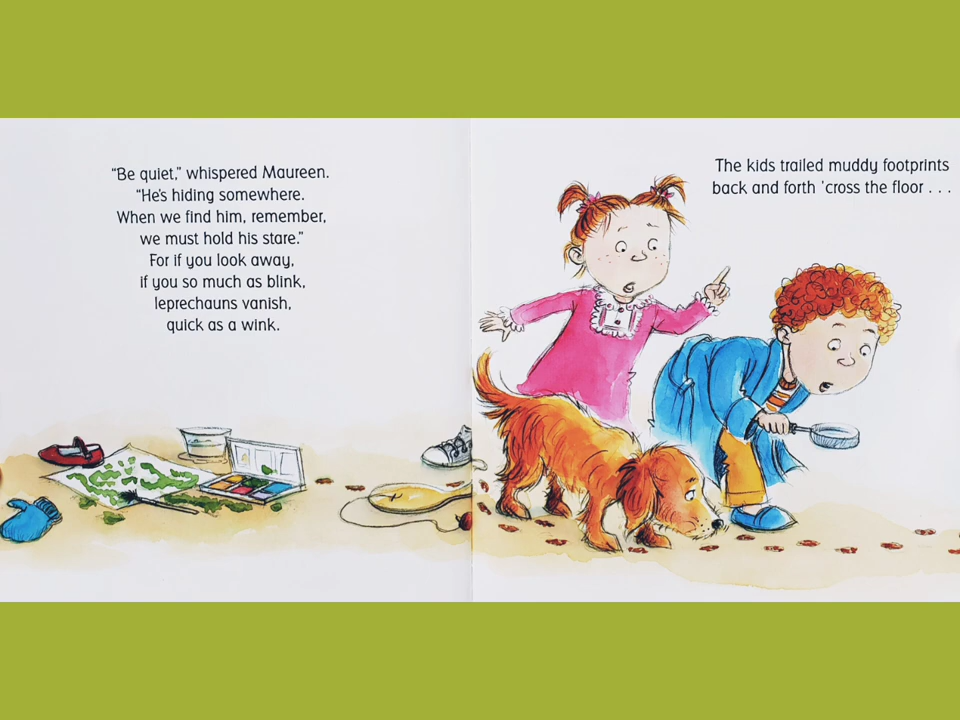 “Be quiet,” whispered Maureen.
“He’s hiding somewhere.
When we find him, remember,
we must hold his stare.”
For if you look away,
if you so much as blink,
leprechauns vanish,
quick as a wink.
The kids trailed muddy footprints
back and forth ’cross the floor . . .